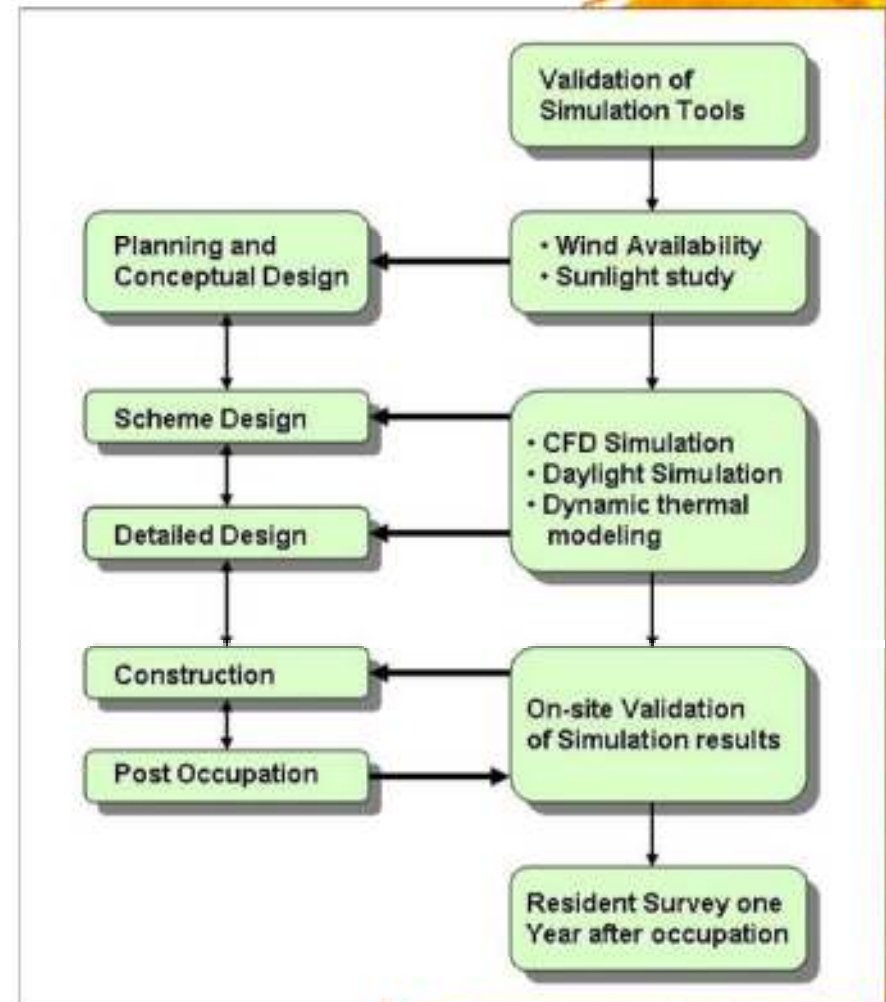 Validation of
Simulation Tools
Planning and
Conceptual Design
• Wind Availability
• Sunlight study
Scheme Design
• CFD Simulation
• Daylight Simulation
• Dynamic thermal
modeling
Detailed Design
Construction
On-site Validation
of Simulation results
Post Occupation
Resident Survey one
Year after occupation